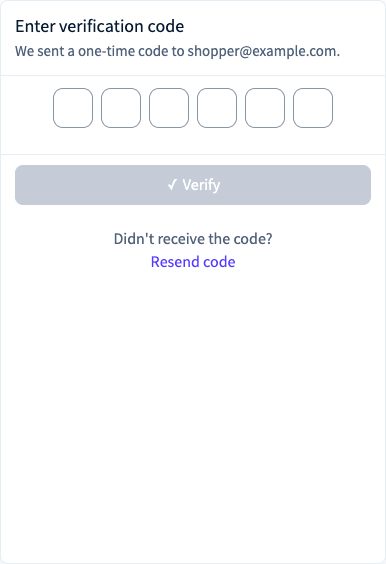 Enter verification code
We sent a one-time code to shopper@example.com.
✓ Verify
Didn't receive the code?
Resend code